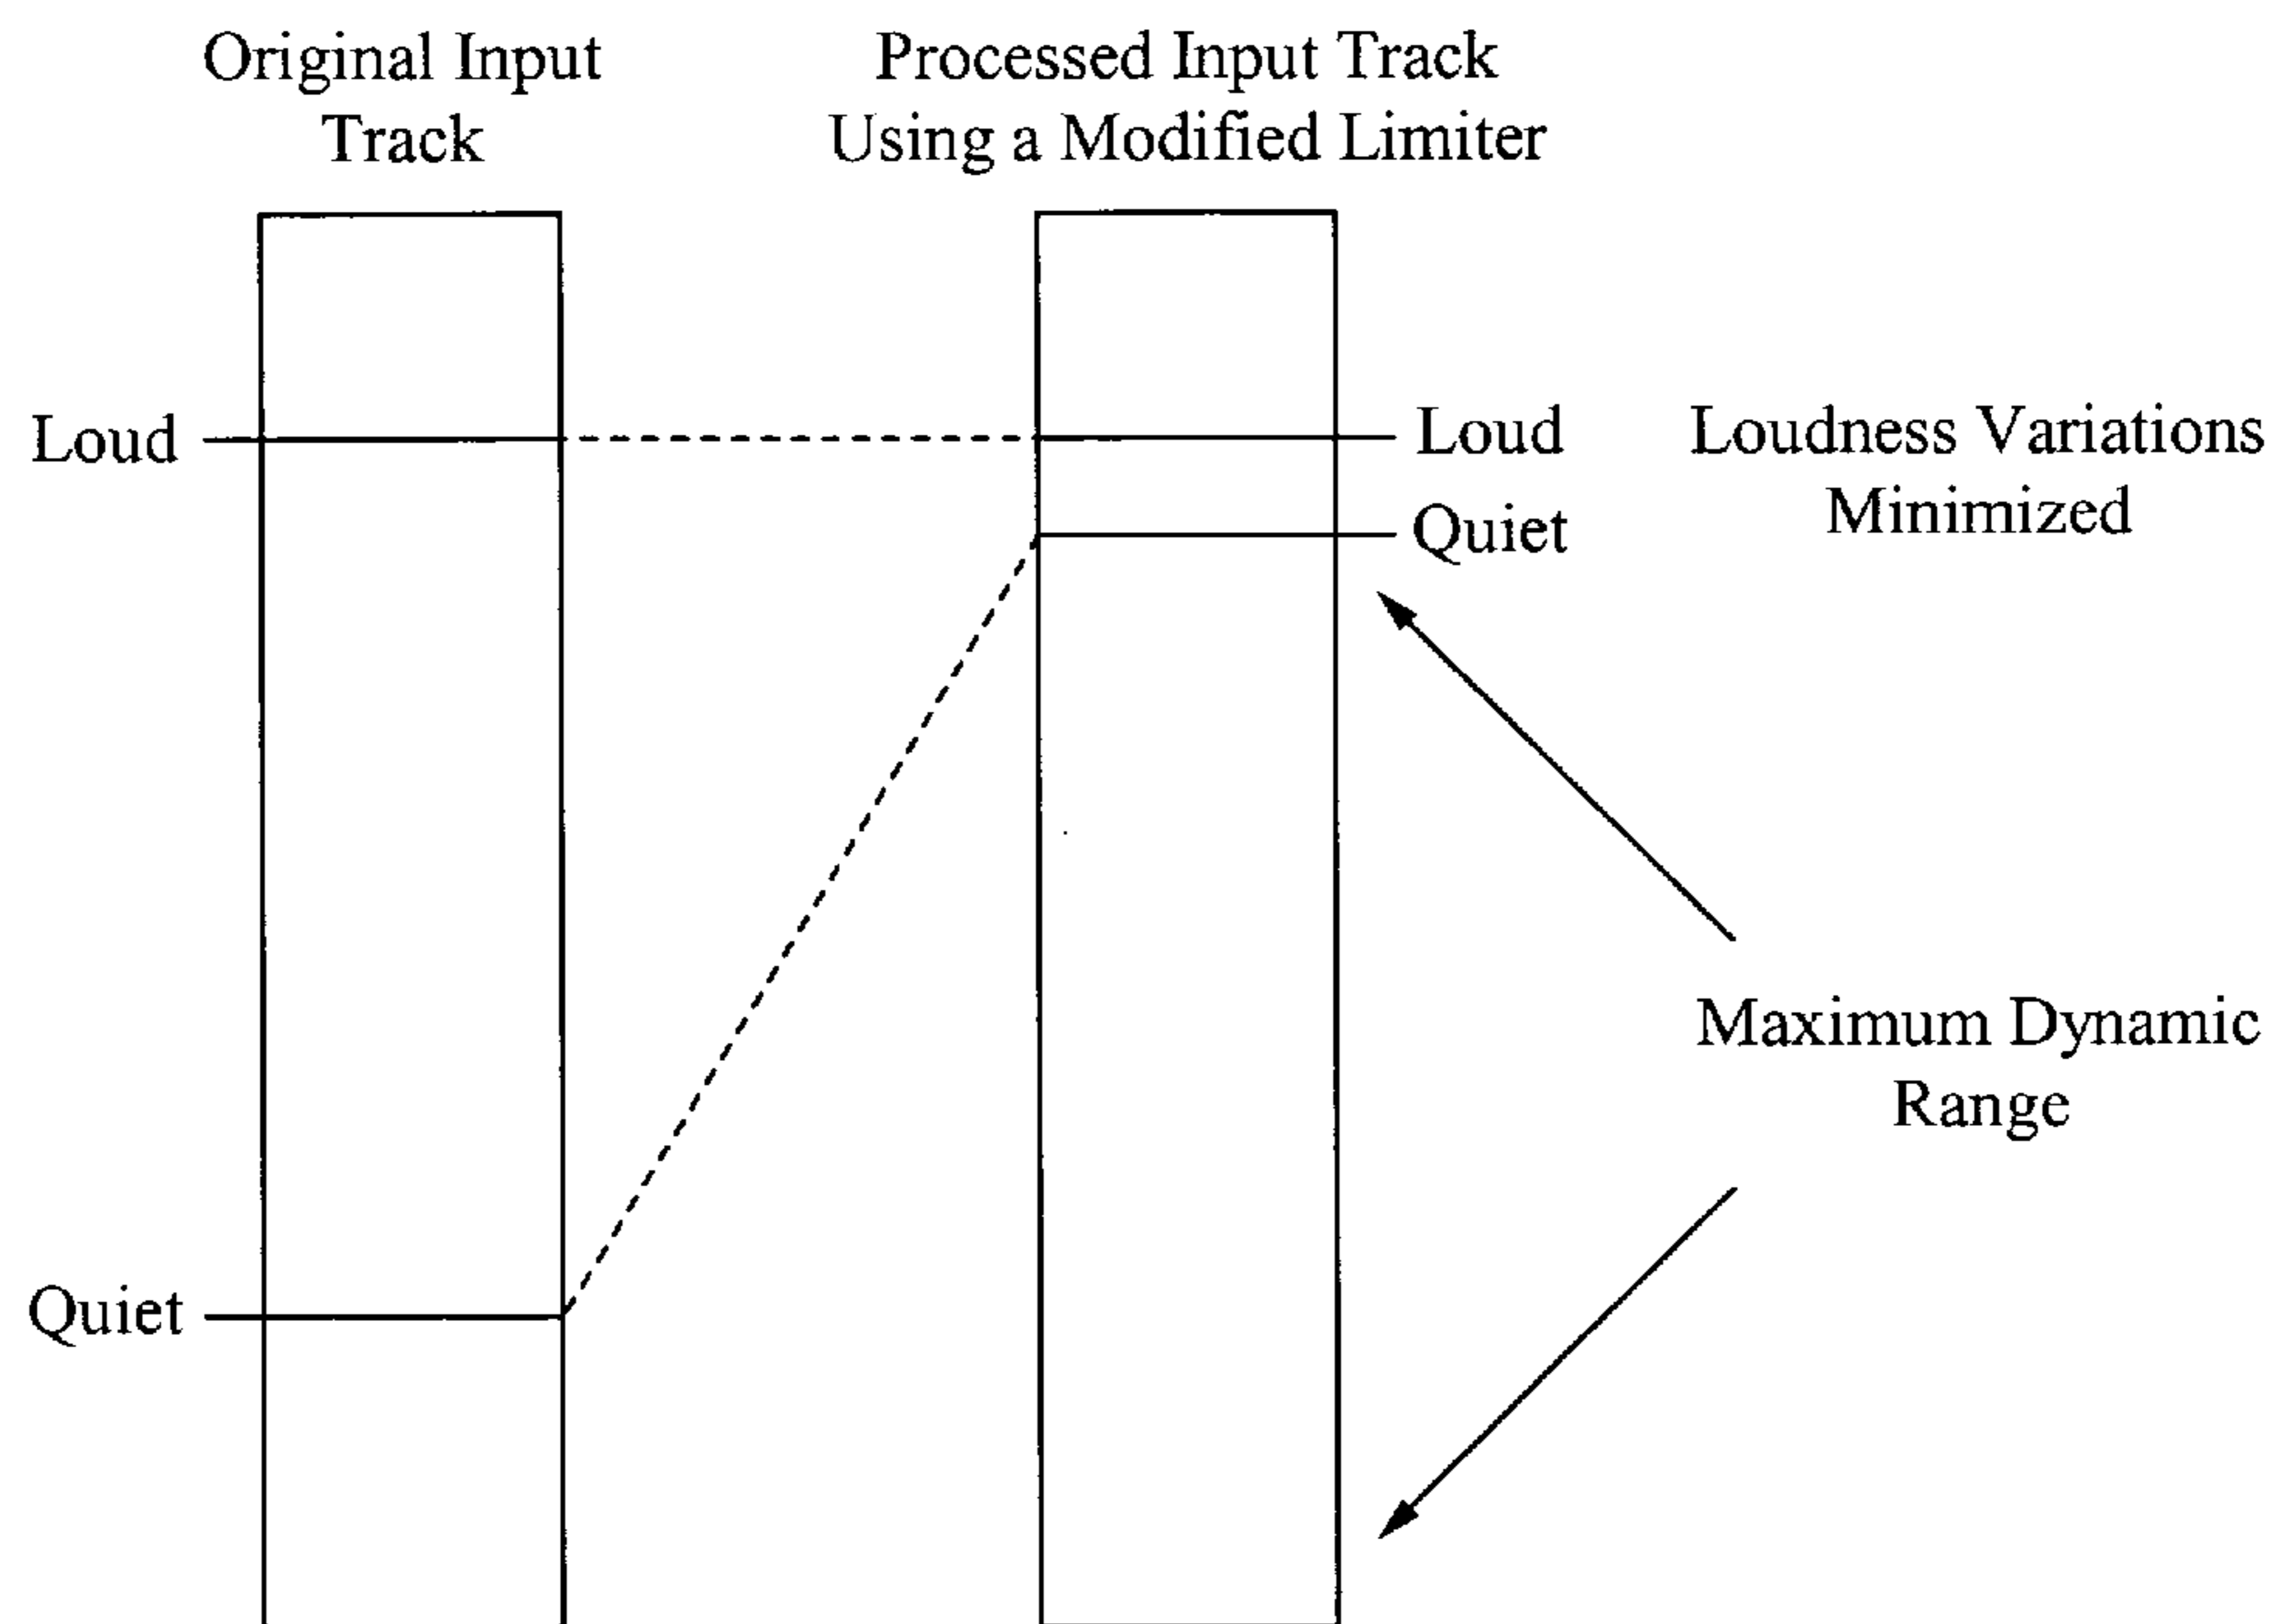 Original Input
Track
Processed Input Track
Using a Modified Limiter
Loud
Loud
Quiet
Loudness Variations
Minimized
Maximum Dynamic
Range
Quiet